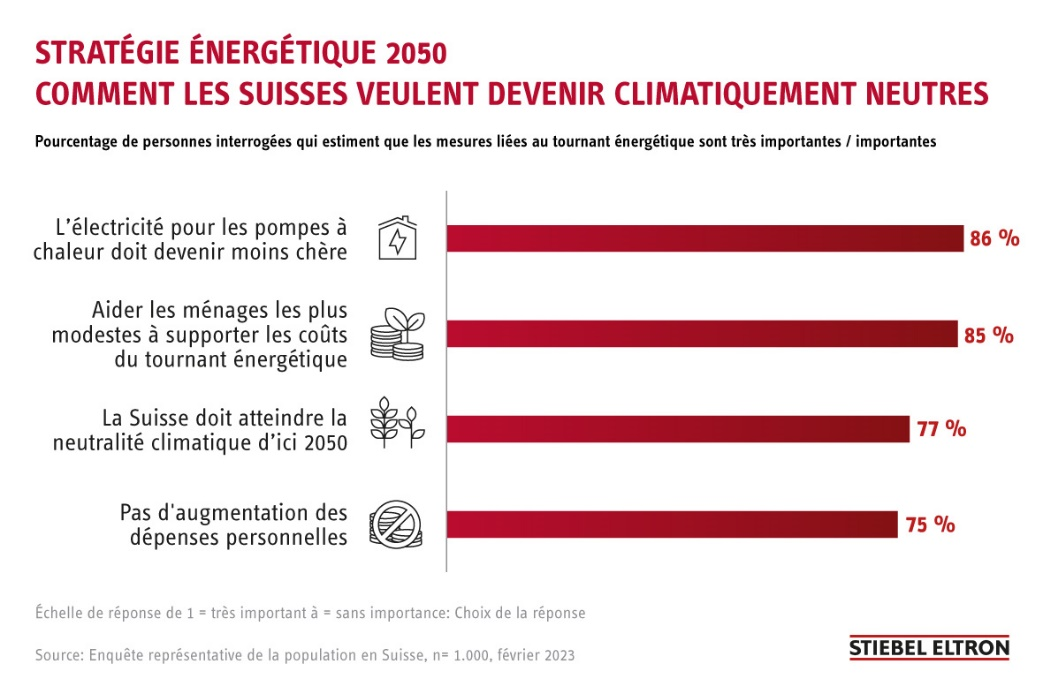 STRATÉGIE ÉNERGÉTIQUE 2050
COMMENT LES SUISSES VEULENT DEVENIR CLIMATIQUEMENT NEUTRES
Pourcentage de personnes interrogées qui estiment que les mesures liées au tournant énergétique sont très importantes / importantes
L'électricité pour les pompes à
chaleur doit devenir moins chère
86 %
Aider les ménages les plus
modestes à supporter les coûts
du tournant énergétique
85 %
La Suisse doit atteindre la
neutralité climatique d'ici 2050
77 %
Pas d'augmentation des
dépenses personnelles
75 %
Échelle de réponse de 1 = très important à = sans importance: Choix de la réponse
Source: Enquête représentative de la population en Suisse, n= 1.000, février 2023
STIEBEL ELTRON